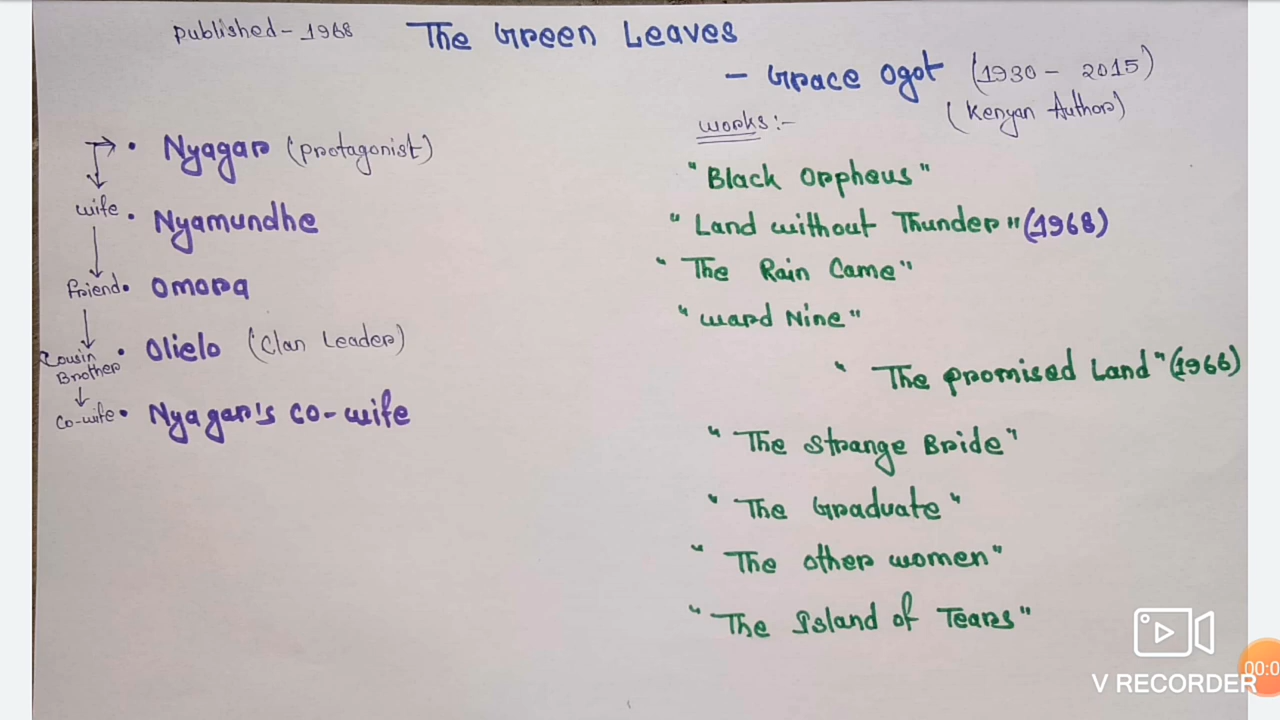 Published - 1968 The Green Leaves
- Grace Ogot (1930 - 2015)
(Kenyan Author)
works :-
• Nyagar (protagonist)
wife • Nyamundhe
friend • Omora
Cousin Brother • Olielo (Clan Leader)
Co-wife • Nyagar's co-wife
"Black Orpheus"
"Land without Thunder" (1968)
"The Rain Came"
"Ward Nine"
"The promised Land" (1966)
"The Strange Bride"
"The Graduate"
"The other women"
"The Island of Tears"
V RECORDER
00:0